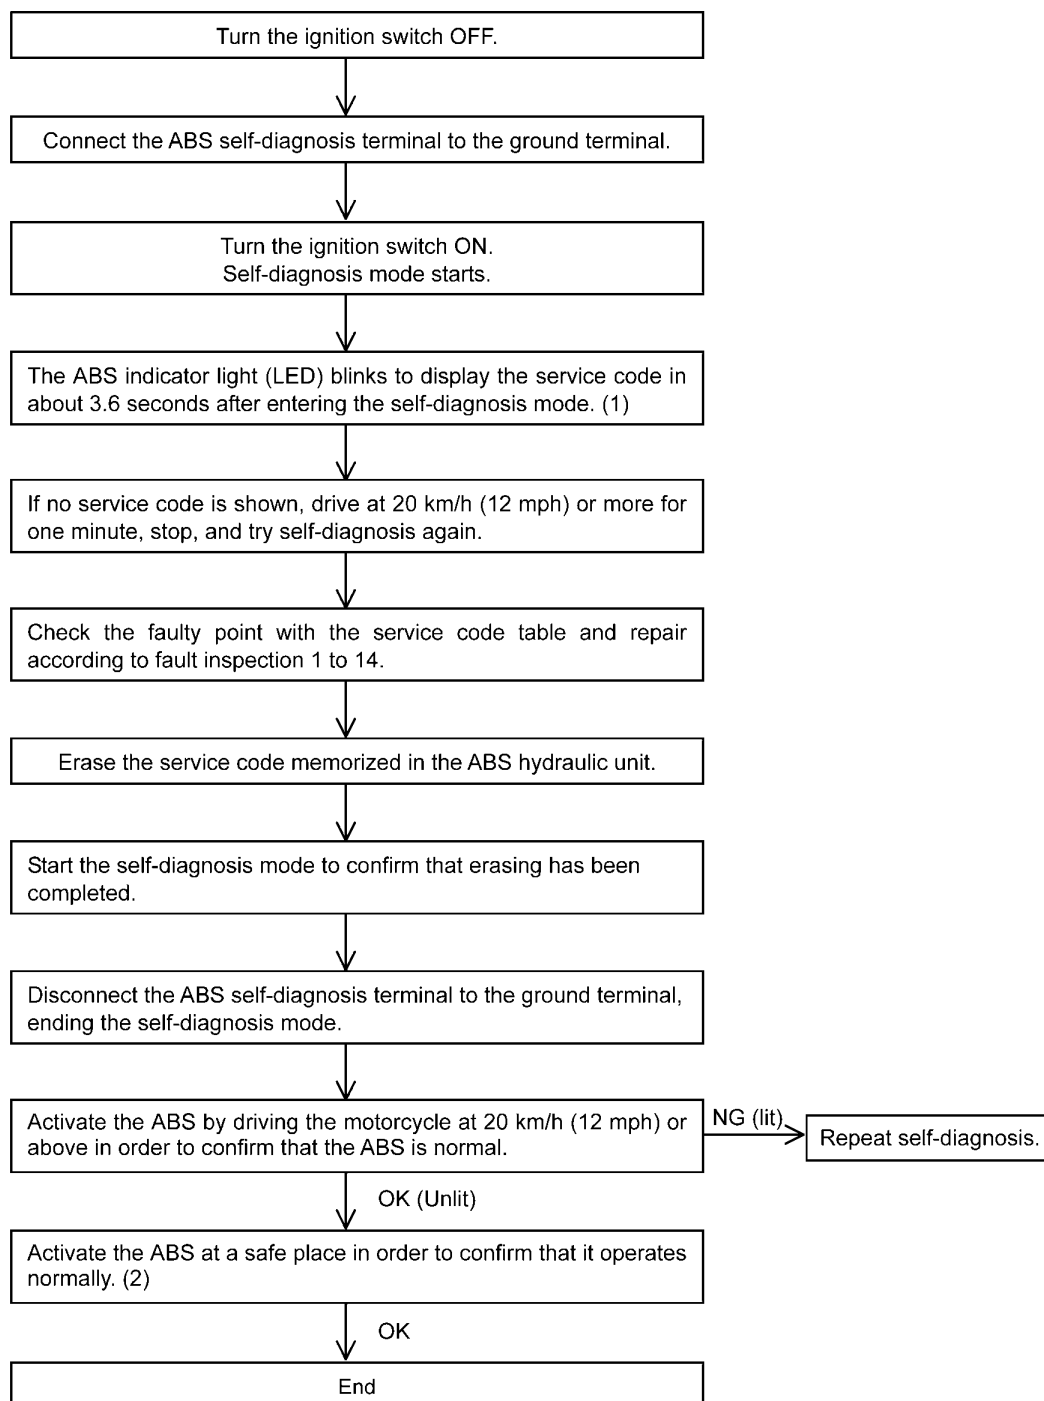 Turn the ignition switch OFF.
Connect the ABS self-diagnosis terminal to the ground terminal.
Turn the ignition switch ON.
Self-diagnosis mode starts.
The ABS indicator light (LED) blinks to display the service code in
about 3.6 seconds after entering the self-diagnosis mode. (1)
If no service code is shown, drive at 20 km/h (12 mph) or more for
one minute, stop, and try self-diagnosis again.
Check the faulty point with the service code table and repair
according to fault inspection 1 to 14.
Erase the service code memorized in the ABS hydraulic unit.
Start the self-diagnosis mode to confirm that erasing has been
completed.
Disconnect the ABS self-diagnosis terminal to the ground terminal,
ending the self-diagnosis mode.
Activate the ABS by driving the motorcycle at 20 km/h (12 mph) or
above in order to confirm that the ABS is normal.
NG (lit)
Repeat self-diagnosis.
OK (Unlit)
Activate the ABS at a safe place in order to confirm that it operates
normally. (2)
OK
End